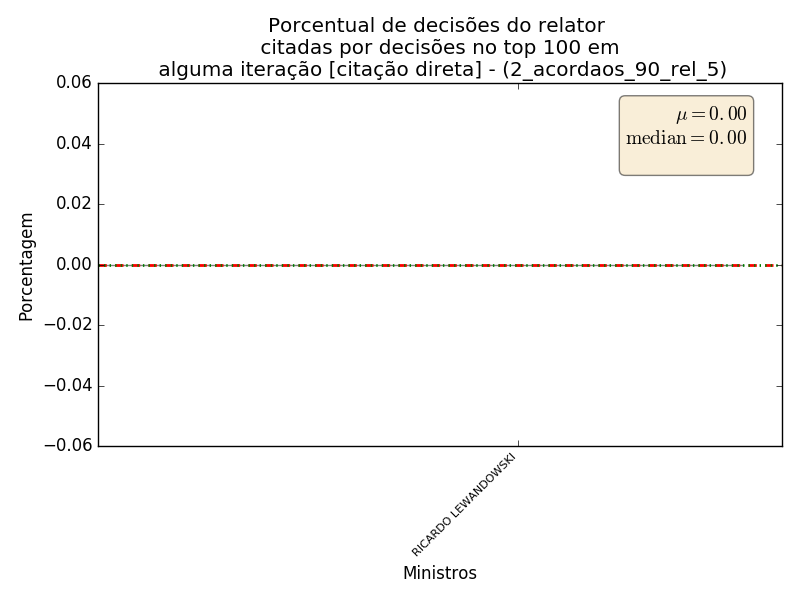 Porcentual de decisões do relator
citadas por decisões no top 100 em
alguma iteração [citação direta] - (2_acordaos_90_rel_5)
0.06
μ = 0.00
median = 0.00
0.04
0.02
0.00
−0.02
−0.04
−0.06
Porcentagem
RICARDO LEWANDOWSKI
Ministros